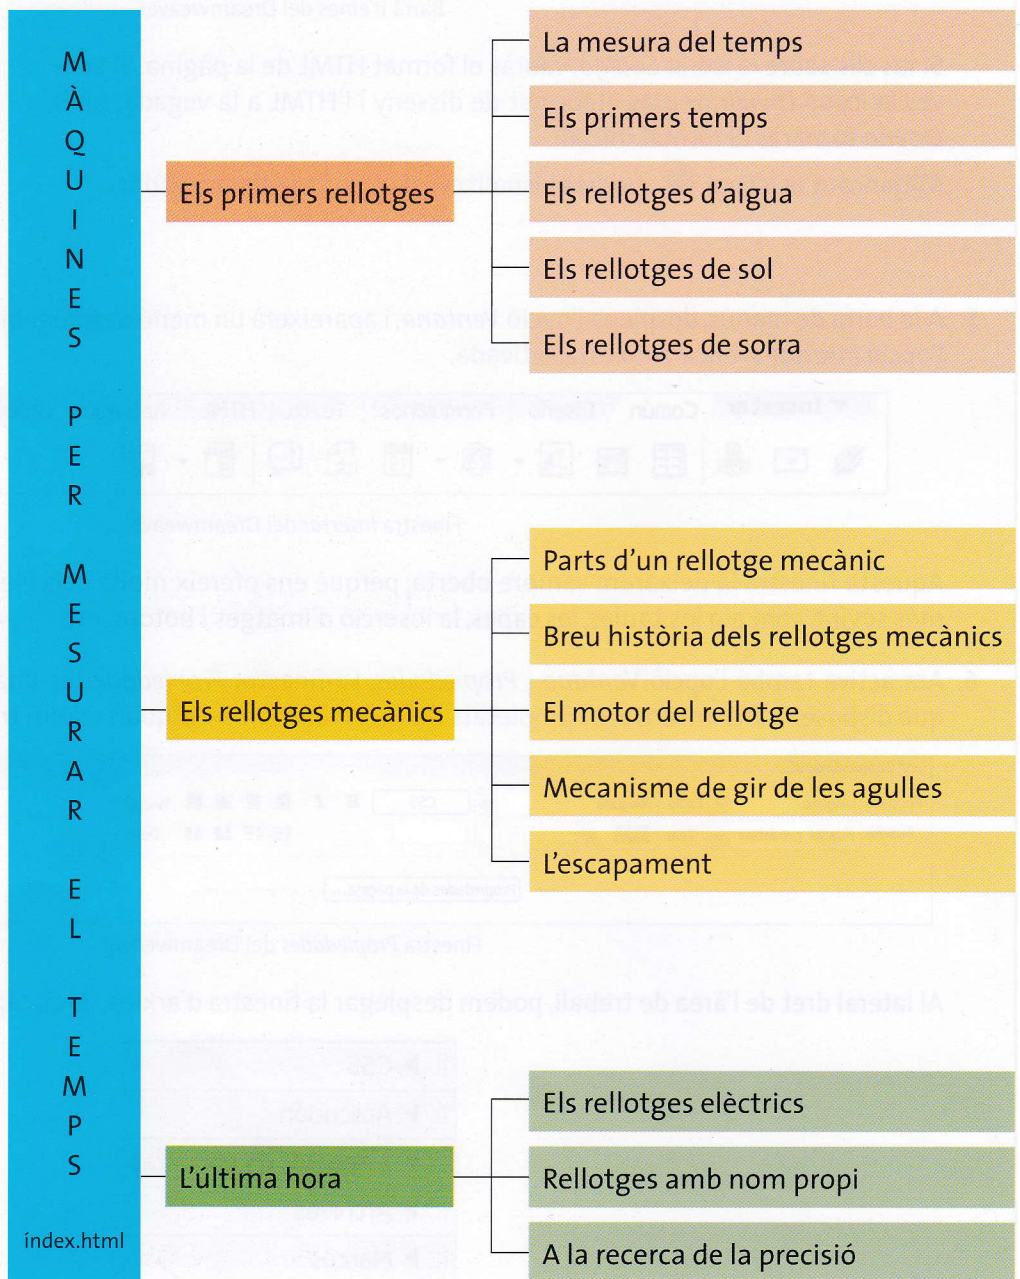 MÀQUINES PER MESURAR EL TEMPS
índex.html
Els primers rellotges
La mesura del temps
Els primers temps
Els rellotges d'aigua
Els rellotges de sol
Els rellotges de sorra
Els rellotges mecànics
Parts d'un rellotge mecànic
Breu història dels rellotges mecànics
El motor del rellotge
Mecanisme de gir de les agulles
L'escapament
L'última hora
Els rellotges elèctrics
Rellotges amb nom propi
A la recerca de la precisió